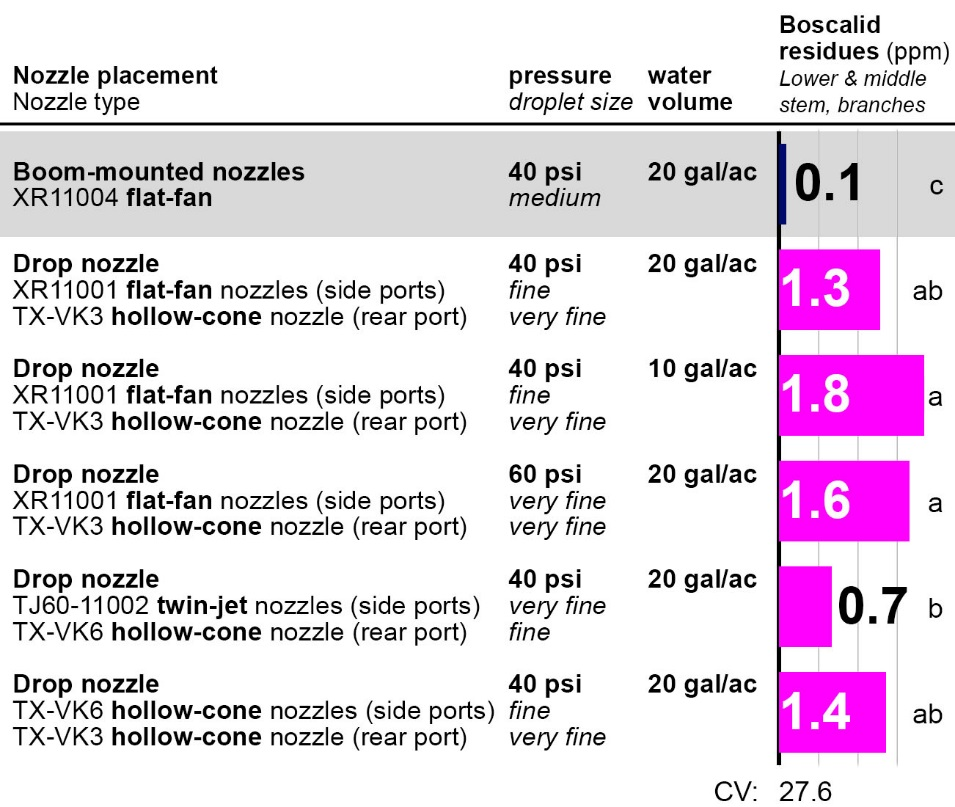 Boscalid
residues (ppm)
Nozzle placement pressure water Lower & middle
Nozzle type droplet size volume stem, branches
Boom-mounted nozzles 40 psi 20 gal/ac 0.1 c
XR11004 flat-fan medium
Drop nozzle 40 psi 20 gal/ac
XR11001 flat-fan nozzles (side ports) fine 1.3 ab
TX-VK3 hollow-cone nozzle (rear port) very fine
Drop nozzle 40 psi 10 gal/ac
XR11001 flat-fan nozzles (side ports) fine 1.8 a
TX-VK3 hollow-cone nozzle (rear port) very fine
Drop nozzle 60 psi 20 gal/ac
XR11001 flat-fan nozzles (side ports) very fine 1.6 a
TX-VK3 hollow-cone nozzle (rear port) very fine
Drop nozzle 40 psi 20 gal/ac
TJ60-11002 twin-jet nozzles (side ports) very fine 0.7 b
TX-VK6 hollow-cone nozzle (rear port) fine
Drop nozzle 40 psi 20 gal/ac
TX-VK6 hollow-cone nozzles (side ports) fine 1.4 ab
TX-VK3 hollow-cone nozzle (rear port) very fine
CV: 27.6